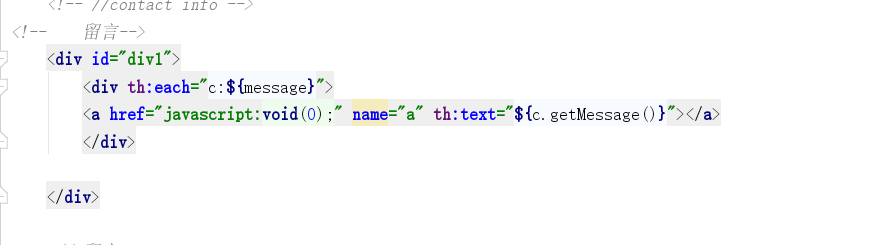 <!-- //contact info -->
<!-- 留言-->
<div id="div1">
<div th:each="c:${message}">
<a href="javascript:void(0);" name="a" th:text="${c.getMessage()}"></a>
</div>
</div>